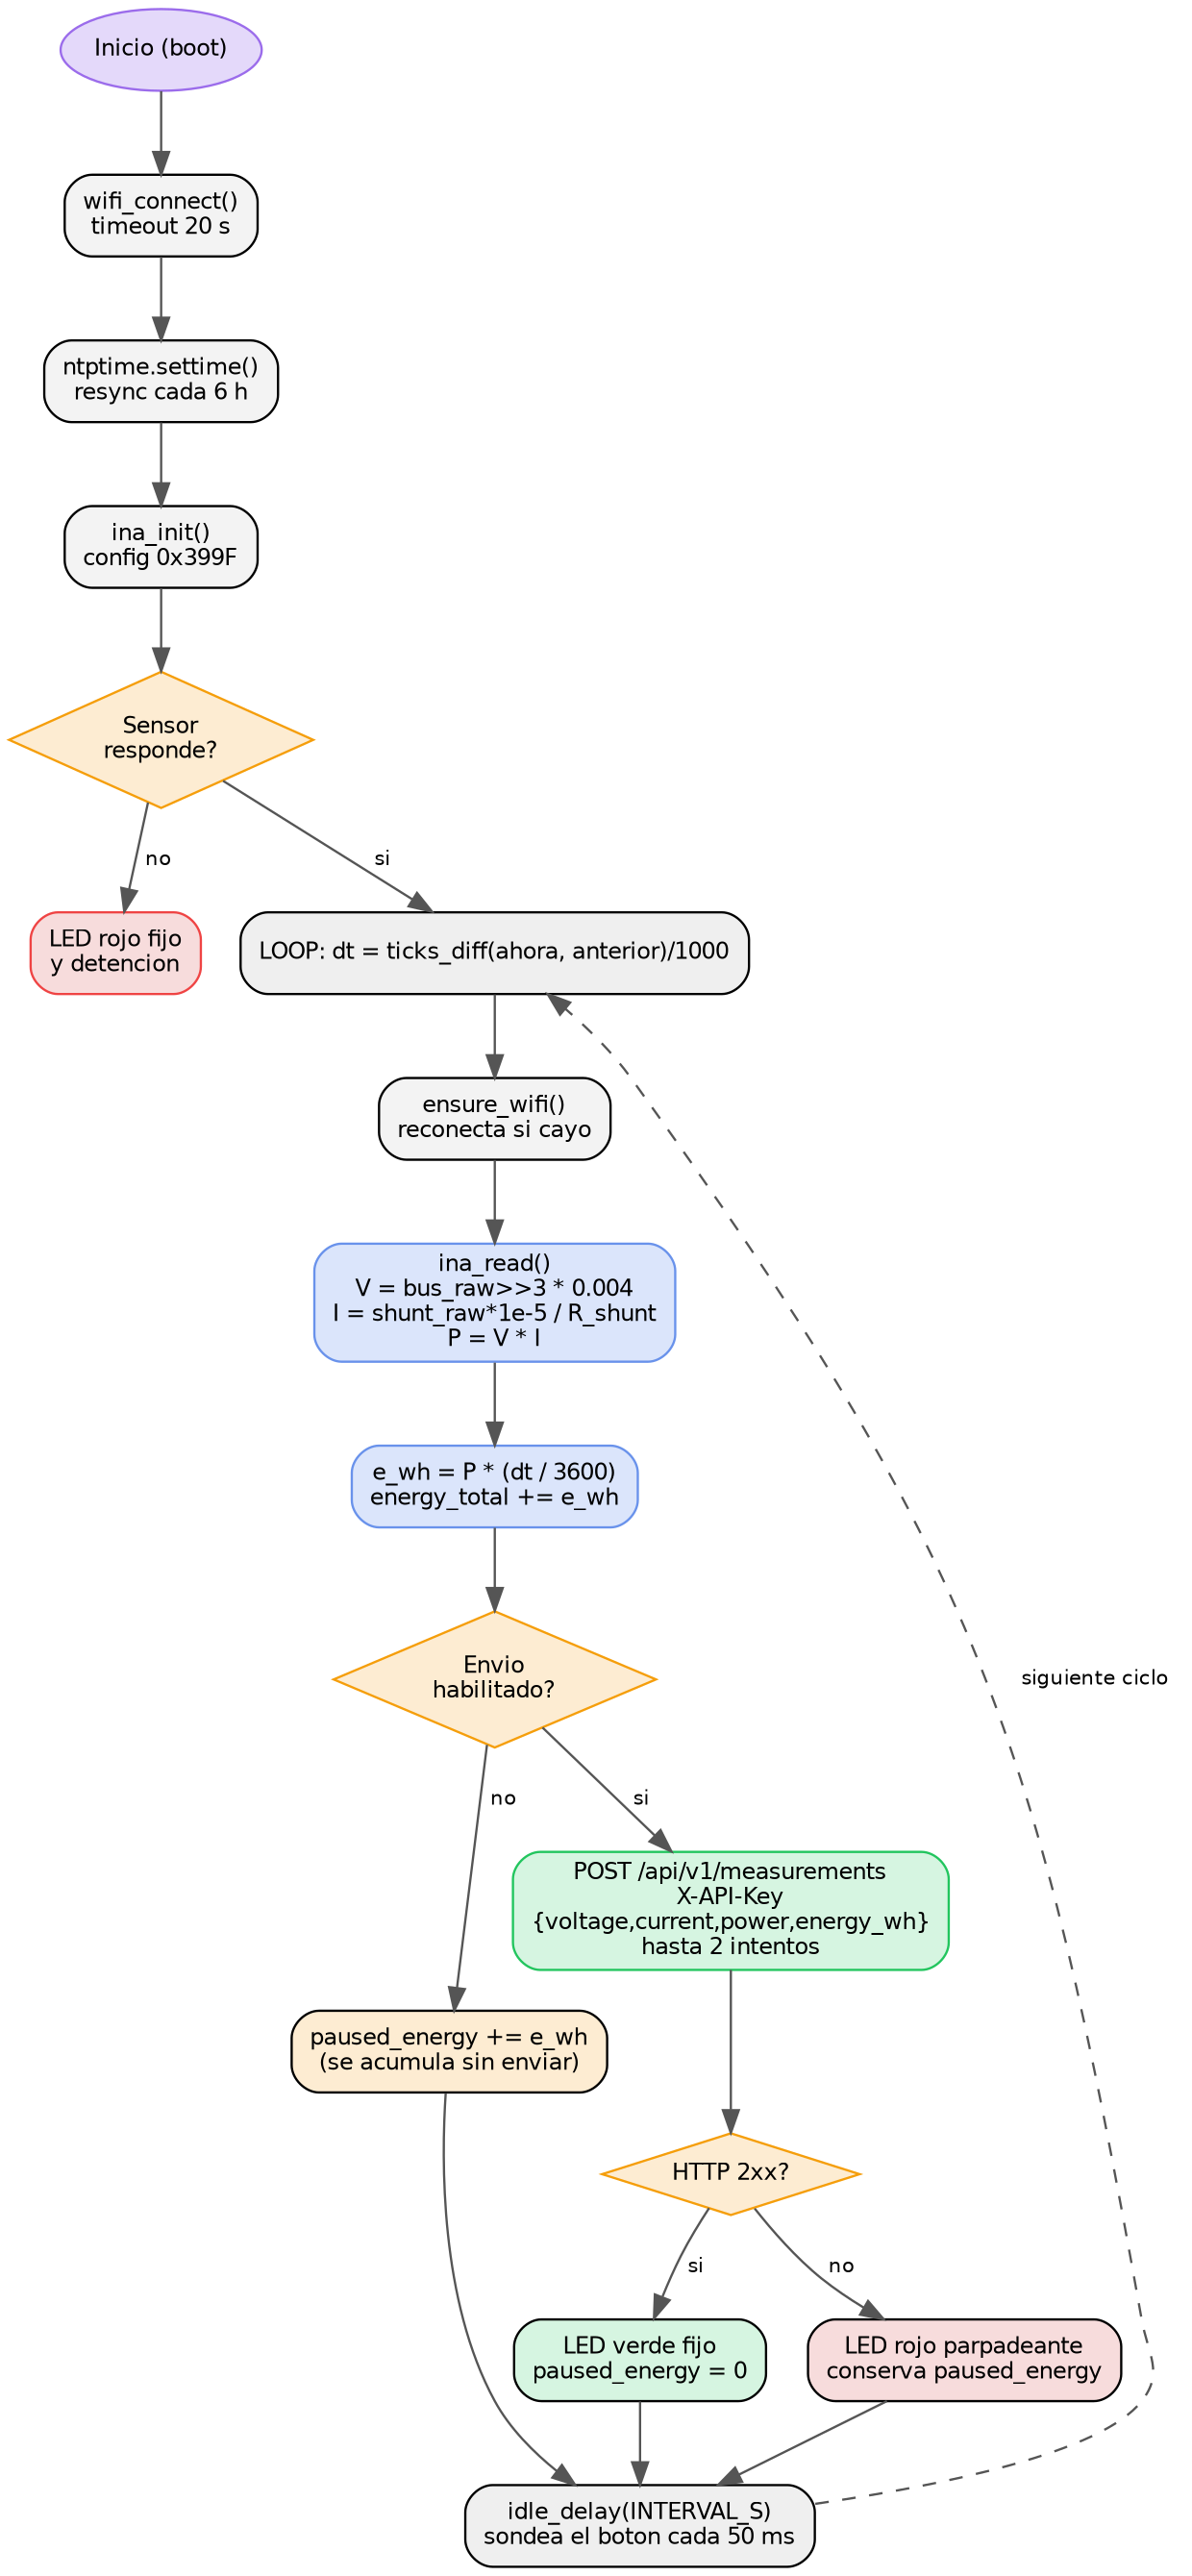 Inicio (boot)
wifi_connect()
timeout 20 s
ntptime.settime()
resync cada 6 h
ina_init()
config 0x399F
Sensor
responde?
no
si
LED rojo fijo
y detencion
LOOP: dt = ticks_diff(ahora, anterior)/1000
ensure_wifi()
reconecta si cayo
ina_read()
V = bus_raw>>3 * 0.004
I = shunt_raw*1e-5 / R_shunt
P = V * I
e_wh = P * (dt / 3600)
energy_total += e_wh
Envio
habilitado?
siguiente ciclo
no
si
POST /api/v1/measurements
X-API-Key
{voltage,current,power,energy_wh}
hasta 2 intentos
paused_energy += e_wh
(se acumula sin enviar)
HTTP 2xx?
si
no
LED verde fijo
paused_energy = 0
LED rojo parpadeante
conserva paused_energy
idle_delay(INTERVAL_S)
sondea el boton cada 50 ms